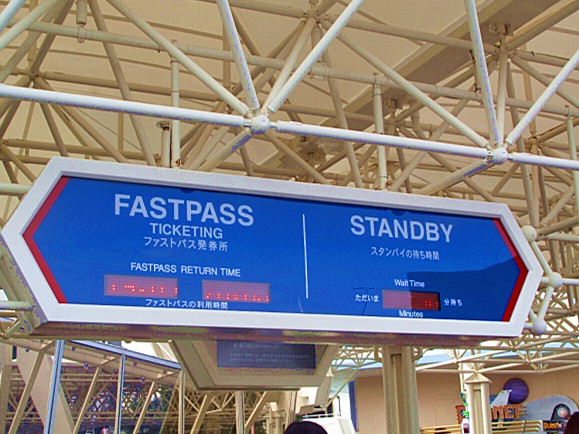 FASTPASS
TICKETING
ファストパス発券所
FASTPASS RETURN TIME
ファストパスの利用時間
STANDBY
スタンバイの待ち時間
Wait Time
ただいま
分待ち
Minutes